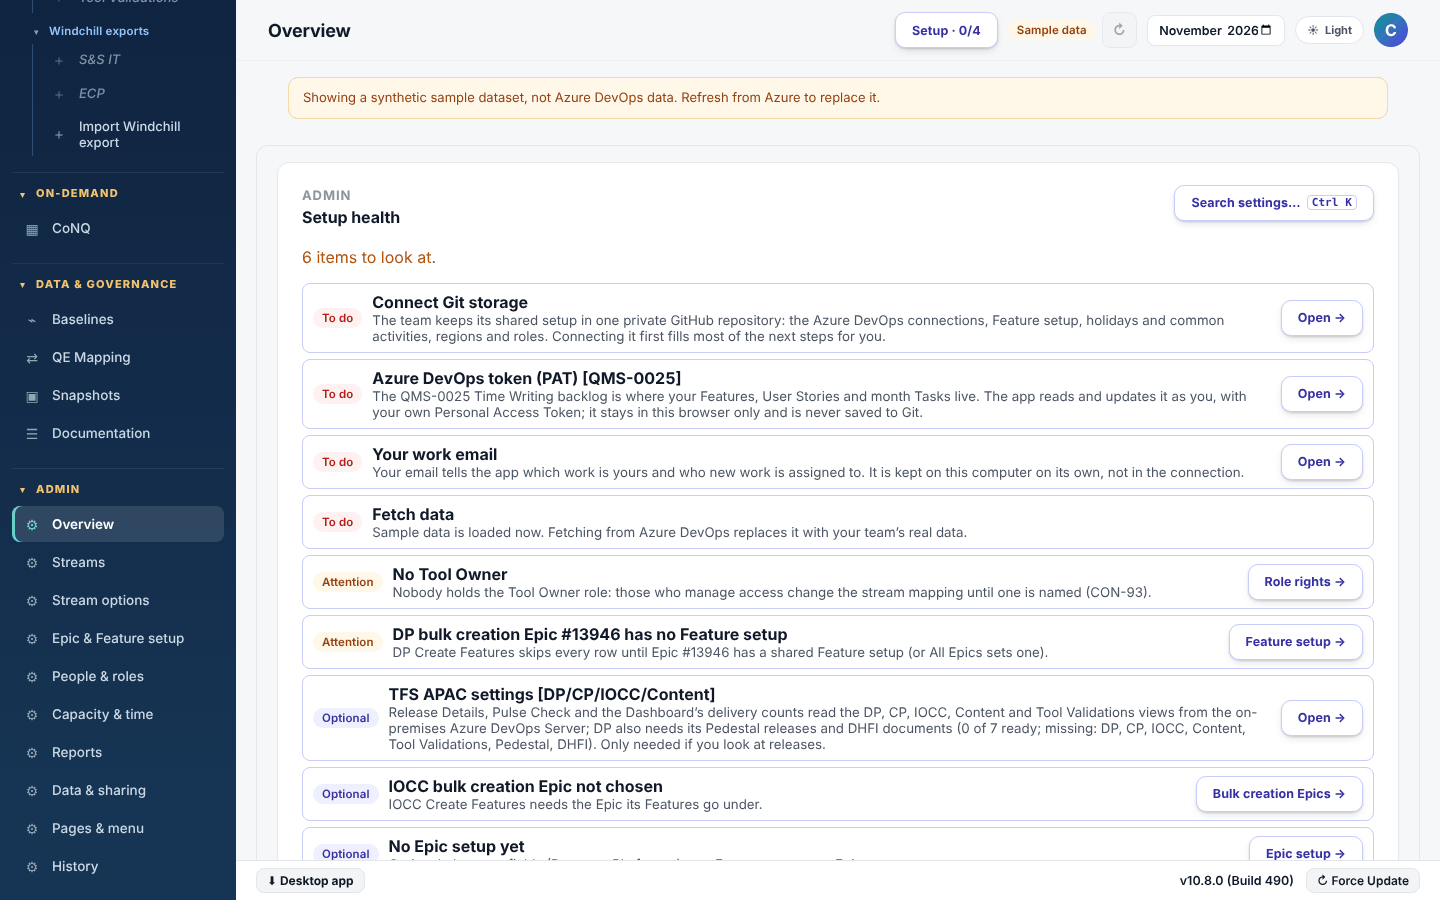 Windchill exports
S&S IT
ECP
Import Windchill
export
ON-DEMAND
CoNQ
DATA & GOVERNANCE
Baselines
QE Mapping
Snapshots
Documentation
ADMIN
Overview
Streams
Stream options
Epic & Feature setup
People & roles
Capacity & time
Reports
Data & sharing
Pages & menu
History
Overview
Setup · 0/4
Sample data
November 2026
Light
C
Showing a synthetic sample dataset, not Azure DevOps data. Refresh from Azure to replace it.
ADMIN
Setup health
Search settings... Ctrl K
6 items to look at.
To do
Connect Git storage
The team keeps its shared setup in one private GitHub repository: the Azure DevOps connections, Feature setup, holidays and common
activities, regions and roles. Connecting it first fills most of the next steps for you.
Open →
To do
Azure DevOps token (PAT) [QMS-0025]
The QMS-0025 Time Writing backlog is where your Features, User Stories and month Tasks live. The app reads and updates it as you, with
your own Personal Access Token; it stays in this browser only and is never saved to Git.
Open →
To do
Your work email
Your email tells the app which work is yours and who new work is assigned to. It is kept on this computer on its own, not in the connection.
Open →
To do
Fetch data
Sample data is loaded now. Fetching from Azure DevOps replaces it with your team's real data.
Attention
No Tool Owner
Nobody holds the Tool Owner role: those who manage access change the stream mapping until one is named (CON-93).
Role rights →
Attention
DP bulk creation Epic #13946 has no Feature setup
DP Create Features skips every row until Epic #13946 has a shared Feature setup (or All Epics sets one).
Feature setup →
Optional
TFS APAC settings [DP/CP/IOCC/Content]
Release Details, Pulse Check and the Dashboard's delivery counts read the DP, CP, IOCC, Content and Tool Validations views from the on-
premises Azure DevOps Server; DP also needs its Pedestal releases and DHFI documents (0 of 7 ready; missing: DP, CP, IOCC, Content,
Tool Validations, Pedestal, DHFI). Only needed if you look at releases.
Open →
Optional
IOCC bulk creation Epic not chosen
IOCC Create Features needs the Epic its Features go under.
Bulk creation Epics →
Optional
No Epic setup yet
Epic setup →
⬇ Desktop app
v10.8.0 (Build 490)
↻ Force Update